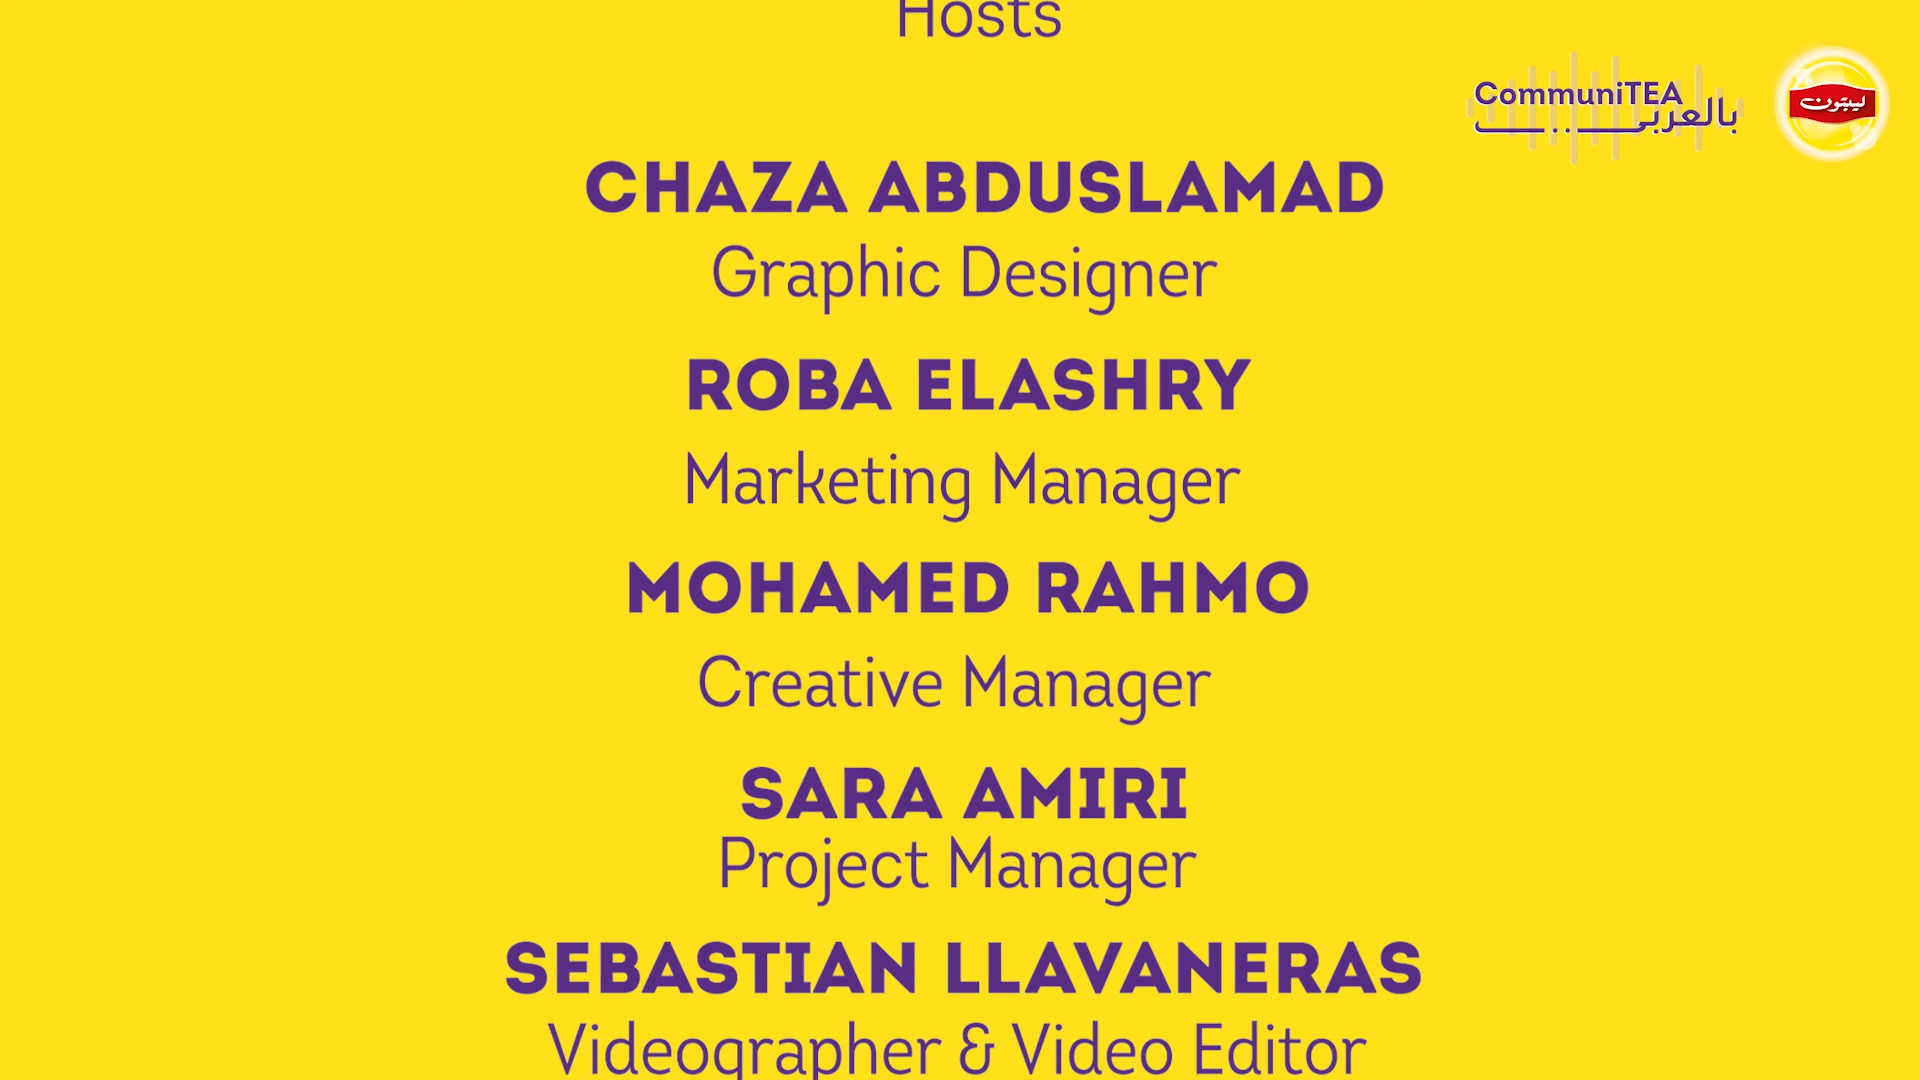 Hosts
CommuniTEA
بالعربي
ليبتون
CHAZA ABDUSLAMAD
Graphic Designer
ROBA ELASHRY
Marketing Manager
MOHAMED RAHMO
Creative Manager
SARA AMIRI
Project Manager
SEBASTIAN LLAVANERAS
Videographer & Video Editor